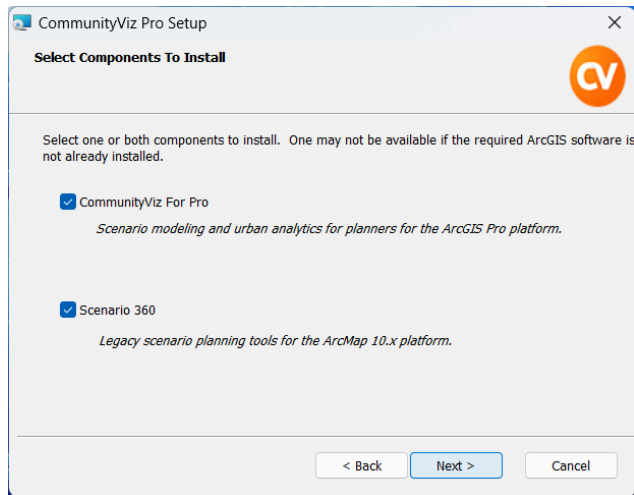 CommunityViz Pro Setup
Select Components To Install
CV
Select one or both components to install. One may not be available if the required ArcGIS software is
not already installed.
CommunityViz For Pro
Scenario modeling and urban analytics for planners for the ArcGIS Pro platform.
Scenario 360
Legacy scenario planning tools for the ArcMap 10.x platform.
< Back
Next >
Cancel